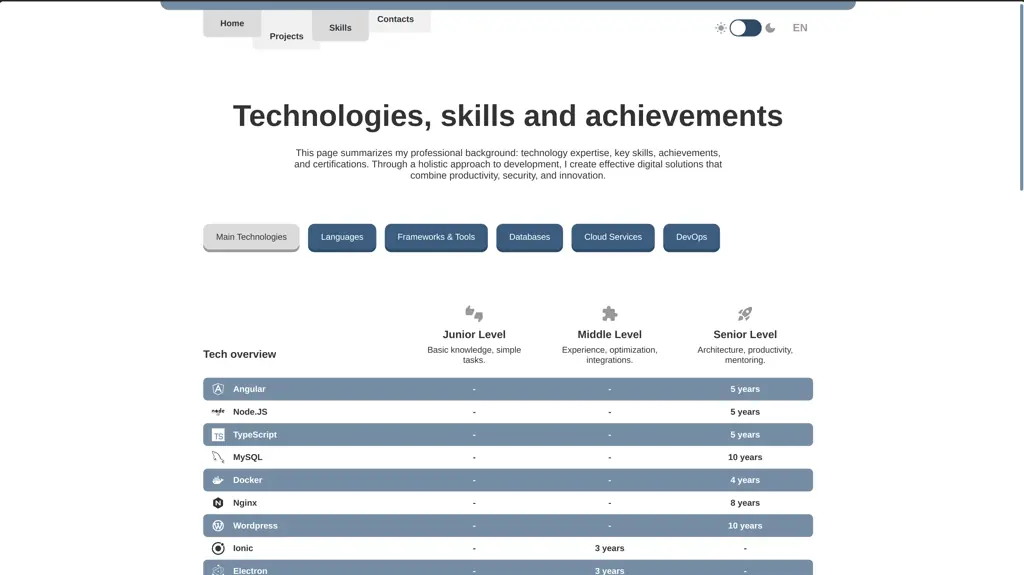 Home
Projects
Skills
Contacts
EN
Technologies, skills and achievements
This page summarizes my professional background: technology expertise, key skills, achievements,
and certifications. Through a holistic approach to development, I create effective digital solutions that
combine productivity, security, and innovation.
Main Technologies
Languages
Frameworks & Tools
Databases
Cloud Services
DevOps
Tech overview
Junior Level
Basic knowledge, simple
tasks.
Middle Level
Experience, optimization,
integrations.
Senior Level
Architecture, productivity,
mentoring.
Angular - - 5 years
node Node.JS - - 5 years
TS TypeScript - - 5 years
MySQL - - 10 years
Docker - - 4 years
N Nginx - - 8 years
Wordpress - - 10 years
Ionic - 3 years -
Electron - 3 years -